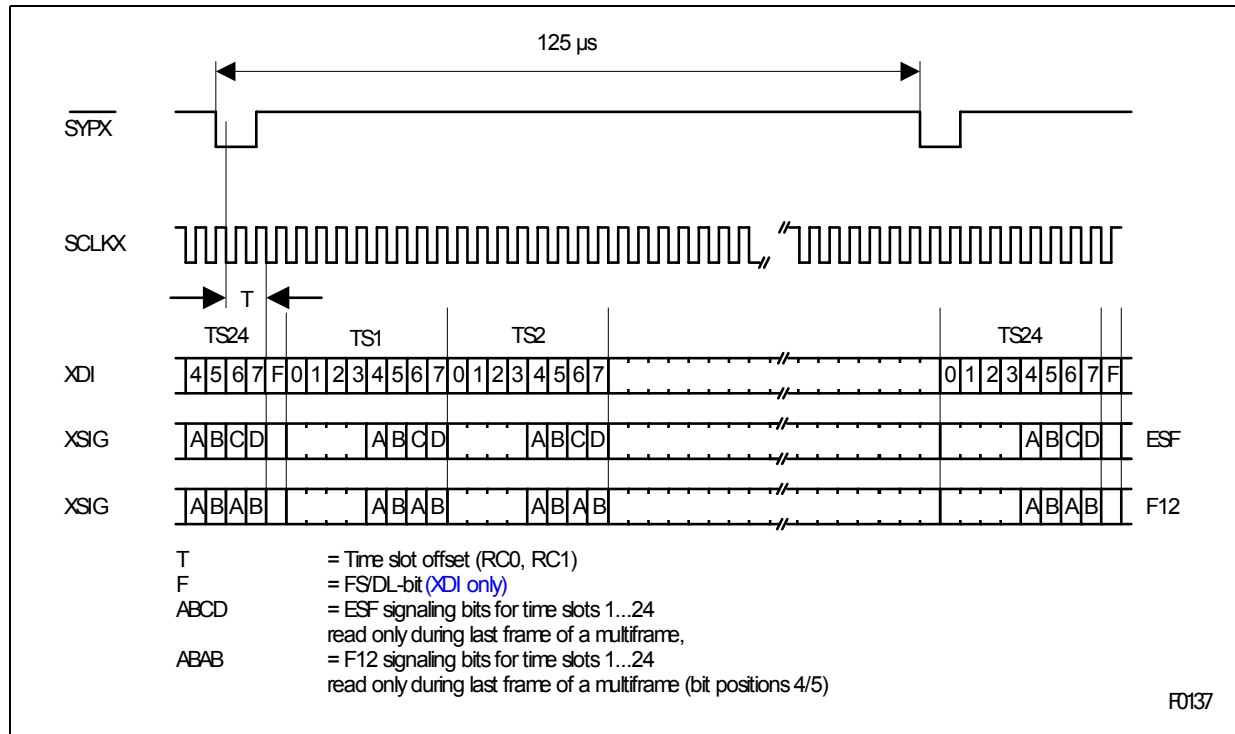 125 µs
SYPX
SCLKX
T
TS24 TS1 TS2 TS24
XDI 4 5 6 7 F 0 1 2 3 4 5 6 7 0 1 2 3 4 5 6 7 0 1 2 3 4 5 6 7 F
XSIG A B C D A B C D A B C D A B C D ESF
XSIG A B A B A B A B A B A B A B A B F12
T = Time slot offset (RC0, RC1)
F = FS/DL-bit (XDI only)
ABCD = ESF signaling bits for time slots 1...24
read only during last frame of a multiframe,
ABAB = F12 signaling bits for time slots 1...24
read only during last frame of a multiframe (bit positions 4/5)
F0137